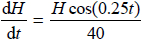 dH/dt = H cos(0.25t)/40